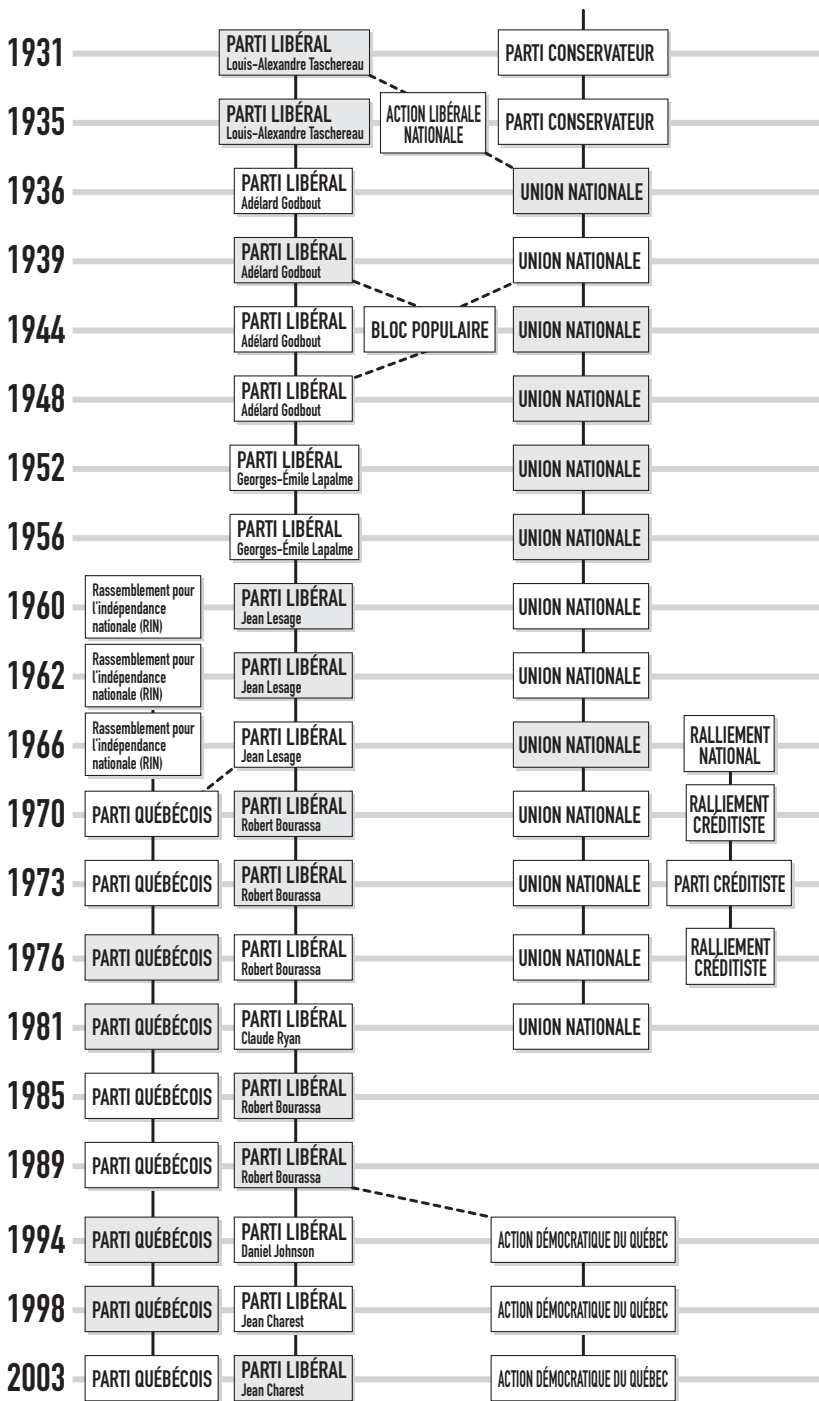 1931
PARTI LIBÉRAL
Louis-Alexandre Taschereau
PARTI CONSERVATEUR
1935
PARTI LIBÉRAL
Louis-Alexandre Taschereau
ACTION LIBÉRALE
NATIONALE
PARTI CONSERVATEUR
1936
PARTI LIBÉRAL
Adélard Godbout
UNION NATIONALE
1939
PARTI LIBÉRAL
Adélard Godbout
UNION NATIONALE
1944
PARTI LIBÉRAL
Adélard Godbout
BLOC POPULAIRE
UNION NATIONALE
1948
PARTI LIBÉRAL
Adélard Godbout
UNION NATIONALE
1952
PARTI LIBÉRAL
Georges-Émile Lapalme
UNION NATIONALE
1956
PARTI LIBÉRAL
Georges-Émile Lapalme
UNION NATIONALE
1960
Rassemblement pour
l'indépendance
nationale (RIN)
PARTI LIBÉRAL
Jean Lesage
UNION NATIONALE
1962
Rassemblement pour
l'indépendance
nationale (RIN)
PARTI LIBÉRAL
Jean Lesage
UNION NATIONALE
1966
Rassemblement pour
l'indépendance
nationale (RIN)
PARTI LIBÉRAL
Jean Lesage
UNION NATIONALE
RALLIEMENT
NATIONAL
1970
PARTI QUÉBÉCOIS
PARTI LIBÉRAL
Robert Bourassa
UNION NATIONALE
RALLIEMENT
CRÉDITISTE
1973
PARTI QUÉBÉCOIS
PARTI LIBÉRAL
Robert Bourassa
UNION NATIONALE
PARTI CRÉDITISTE
1976
PARTI QUÉBÉCOIS
PARTI LIBÉRAL
Robert Bourassa
UNION NATIONALE
RALLIEMENT
CRÉDITISTE
1981
PARTI QUÉBÉCOIS
PARTI LIBÉRAL
Claude Ryan
UNION NATIONALE
1985
PARTI QUÉBÉCOIS
PARTI LIBÉRAL
Robert Bourassa
1989
PARTI QUÉBÉCOIS
PARTI LIBÉRAL
Robert Bourassa
1994
PARTI QUÉBÉCOIS
PARTI LIBÉRAL
Daniel Johnson
ACTION DÉMOCRATIQUE DU QUÉBEC
1998
PARTI QUÉBÉCOIS
PARTI LIBÉRAL
Jean Charest
ACTION DÉMOCRATIQUE DU QUÉBEC
2003
PARTI QUÉBÉCOIS
PARTI LIBÉRAL
Jean Charest
ACTION DÉMOCRATIQUE DU QUÉBEC